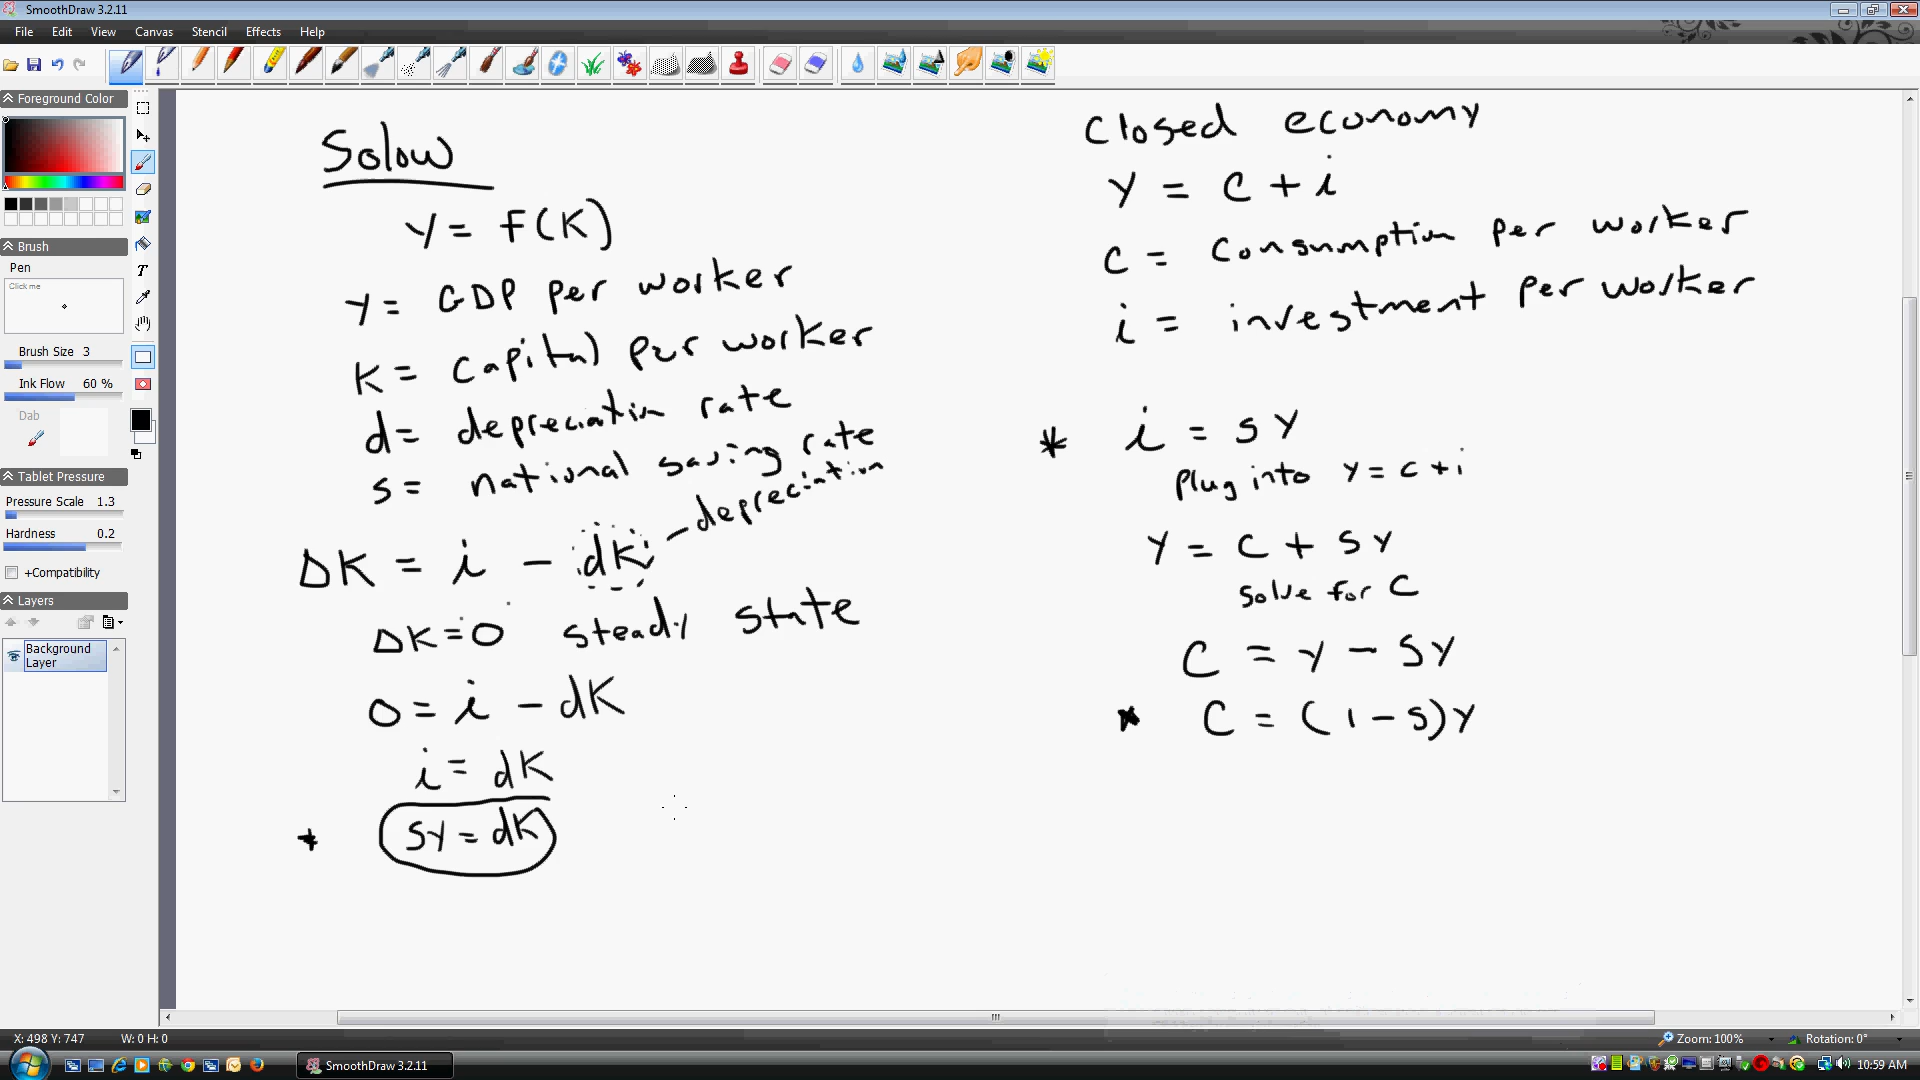 SmoothDraw 3.2.11
File Edit View Canvas Stencil Effects Help
Foreground Color
Brush
Pen
Click me
Brush Size 3
Ink Flow 60 %
Dab
Tablet Pressure
Pressure Scale 1.3
Hardness 0.2
+Compatibility
Layers
Background
Layer
Solow
Y = F(K)
Y = GDP per worker
K = capital per worker
d = depreciatin rate
s = national saving rate
ΔK = i - dK - depreciation
ΔK = 0 steady state
0 = i - dK
i = dK
* sY = dK
Closed economy
Y = C + i
C = Consumption per worker
i = investment per worker
* i = sY
Plug into Y = C + i
Y = C + sY
solve for C
C = Y - sY
* C = (1 - s)Y
X: 498 Y: 747 W: 0 H: 0 Zoom: 100% Rotation: 0°
SmoothDraw 3.2.11 10:59 AM